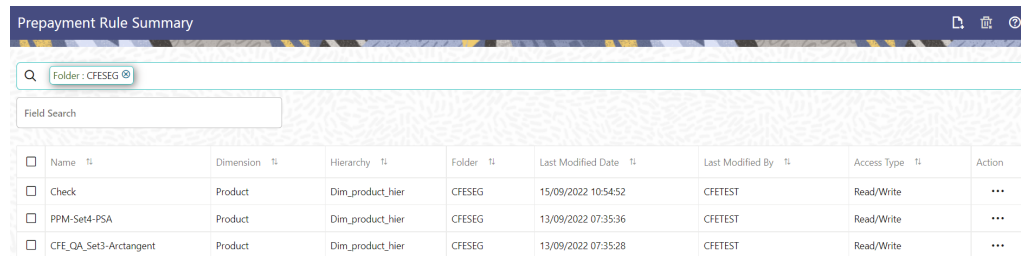 Prepayment Rule Summary
Folder : CFESEG
Field Search
Name Dimension Hierarchy Folder Last Modified Date Last Modified By Access Type Action
Check Product Dim_product_hier CFESEG 15/09/2022 10:54:52 CFETEST Read/Write ...
PPM-Set4-PSA Product Dim_product_hier CFESEG 13/09/2022 07:35:36 CFETEST Read/Write ...
CFE_QA_Set3-Arctangent Product Dim_product_hier CFESEG 13/09/2022 07:35:28 CFETEST Read/Write ...